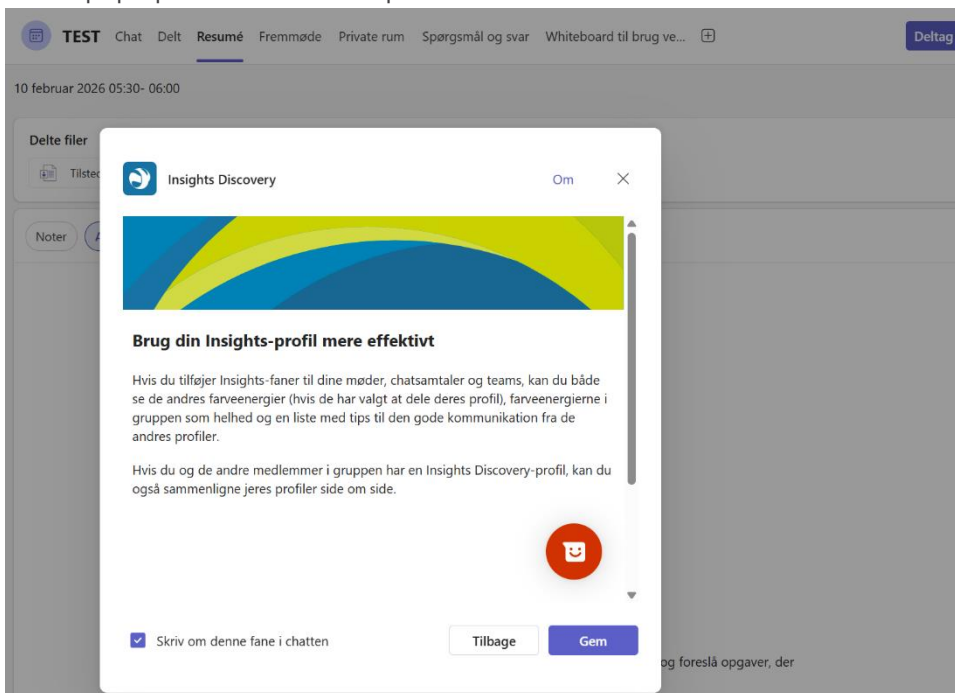 TEST Chat Delt Resumé Fremmøde Private rum Spørgsmål og svar Whiteboard til brug ve... Deltag
10 februar 2026 05:30- 06:00
Delte filer
Tilsted
Insights Discovery Om
Noter
Brug din Insights-profil mere effektivt
Hvis du tilføjer Insights-faner til dine møder, chatsamtaler og teams, kan du både
se de andres farveenergier (hvis de har valgt at dele deres profil), farveenergierne i
gruppen som helhed og en liste med tips til den gode kommunikation fra de
andres profiler.
Hvis du og de andre medlemmer i gruppen har en Insights Discovery-profil, kan du
også sammenligne jeres profiler side om side.
Skriv om denne fane i chatten Tilbage Gem
og foreslå opgaver, der